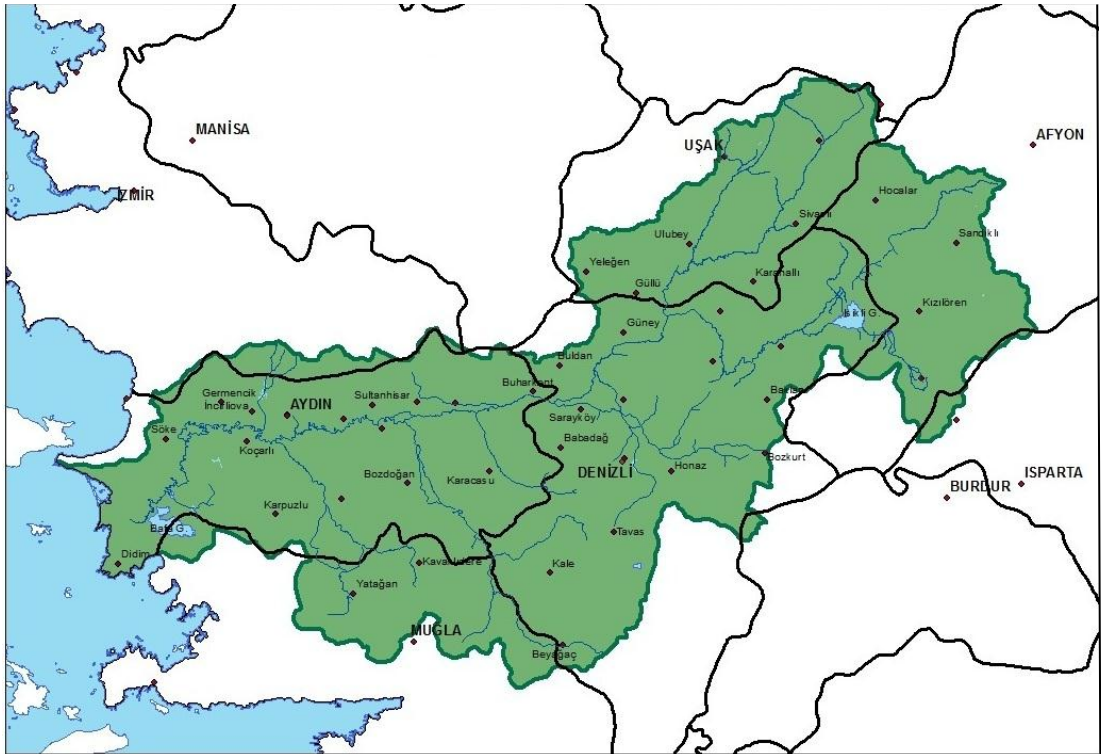 MANİSA
AFYON
UŞAK
İZMİR
Hocalar
Sivaslı
Ulubey
Sandıklı
Yeleğen
Karahallı
Güllü
Kızılören
Işıklı G.
Güney
Buldan
Buharkent
Baklan
Germencik
Sultanhisar
İncirliova
AYDIN
Sarayköy
Söke
Koçarlı
Babadağ
Bozkurt
DENİZLİ
Honaz
ISPARTA
Bozdoğan
Karacasu
BURDUR
Karpuzlu
Bafa G.
Tavas
Didim
Kavaklıdere
Kale
Yatağan
MUĞLA
Beyağaç